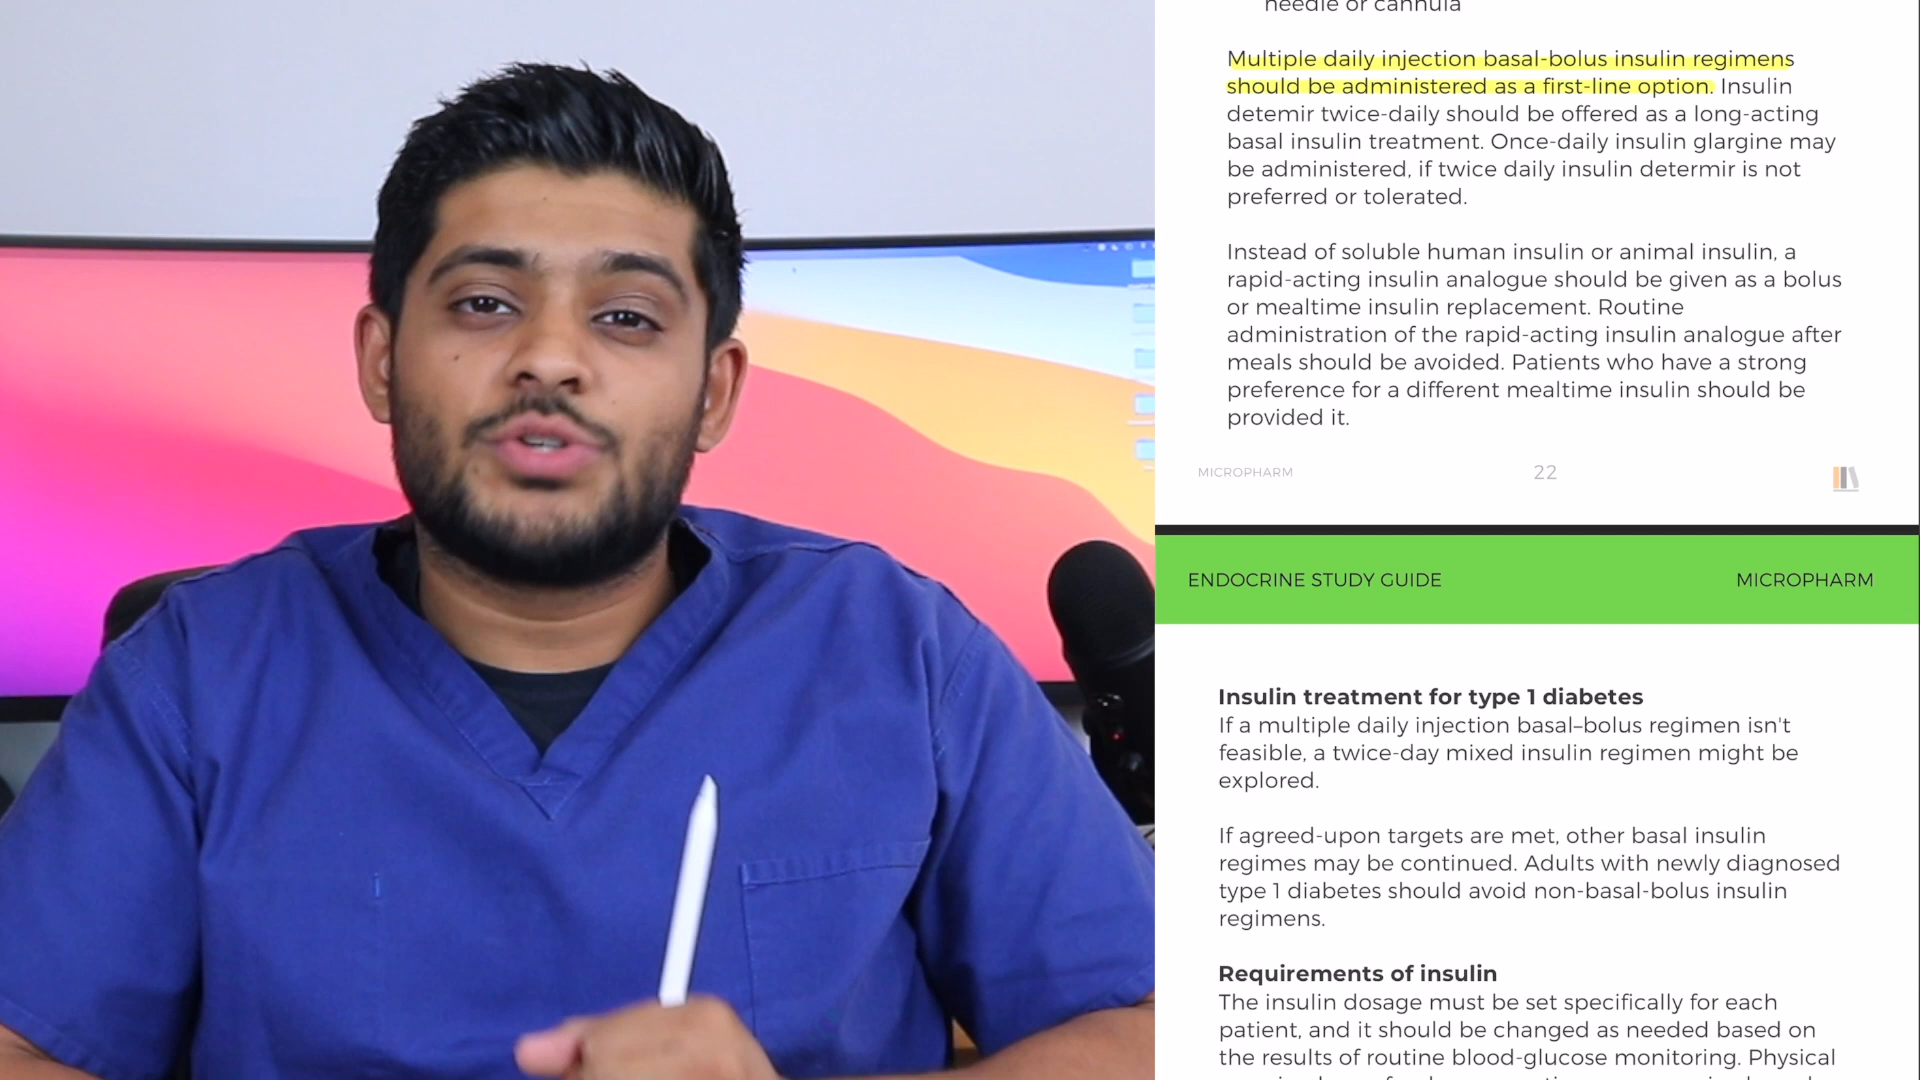 needle or cannula
Multiple daily injection basal-bolus insulin regimens
should be administered as a first-line option. Insulin
detemir twice-daily should be offered as a long-acting
basal insulin treatment. Once-daily insulin glargine may
be administered, if twice daily insulin determir is not
preferred or tolerated.
Instead of soluble human insulin or animal insulin, a
rapid-acting insulin analogue should be given as a bolus
or mealtime insulin replacement. Routine
administration of the rapid-acting insulin analogue after
meals should be avoided. Patients who have a strong
preference for a different mealtime insulin should be
provided it.
MICROPHARM
22
ENDOCRINE STUDY GUIDE
MICROPHARM
Insulin treatment for type 1 diabetes
If a multiple daily injection basal–bolus regimen isn't
feasible, a twice-day mixed insulin regimen might be
explored.
If agreed-upon targets are met, other basal insulin
regimes may be continued. Adults with newly diagnosed
type 1 diabetes should avoid non-basal-bolus insulin
regimens.
Requirements of insulin
The insulin dosage must be set specifically for each
patient, and it should be changed as needed based on
the results of routine blood-glucose monitoring. Physical